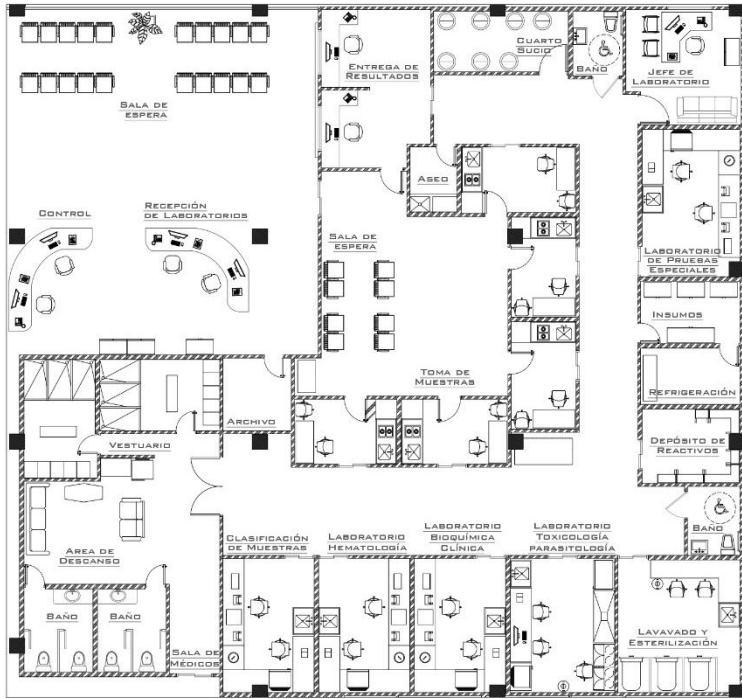 CUARTO
SUCIO
BAÑO
ENTREGA DE
RESULTADOS
JEFE DE
LABORATORIO
SALA DE
ESPERA
ASEO
CONTROL
RECEPCIÓN
DE LABORATORIOS
SALA DE
ESPERA
LABORATORIO
DE PRUEBAS
ESPECIALES
INSUMOS
TOMA DE
MUESTRAS
REFRIGERACIÓN
ARCHIVO
VESTUARIO
DEPÓSITO DE
REACTIVOS
CLASIFICACIÓN
DE MUESTRAS
LABORATORIO
HEMATOLOGÍA
LABORATORIO
BIOQUÍMICA
CLÍNICA
LABORATORIO
TOXICOLOGÍA
PARASITOLOGÍA
BAÑO
AREA DE
DESCANSO
BAÑO
BAÑO
LAVAVADO Y
ESTERILIZACIÓN
SALA DE
MÉDICOS